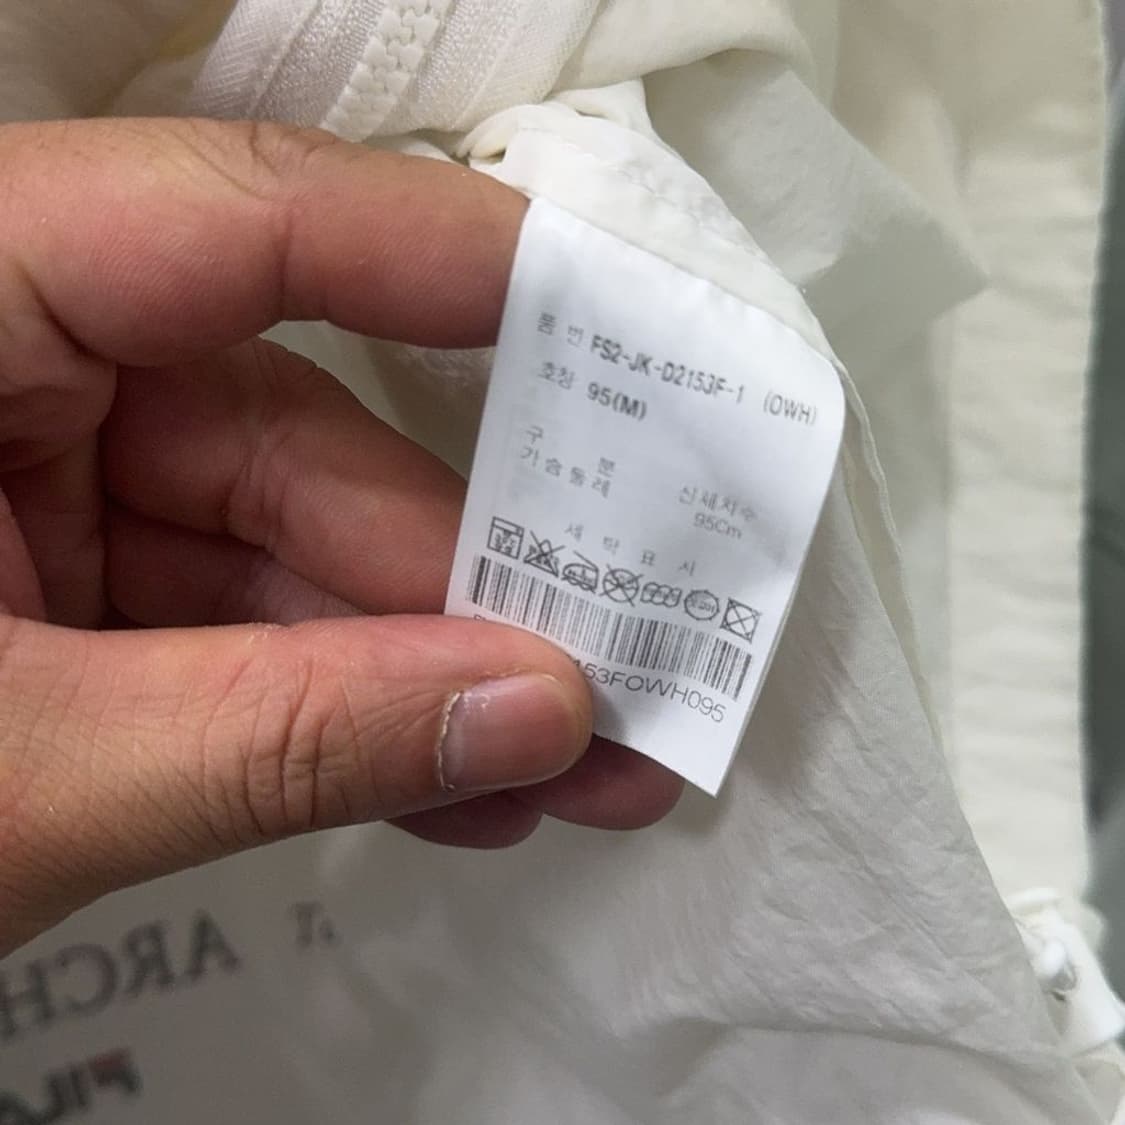 품 번 FS2-JK-D2153F-1 (OWH)
호칭 95(M)
구 분 신체치수
가슴둘레 95Cm
세 탁 표 시
153FOWH095
ARCH
FILA